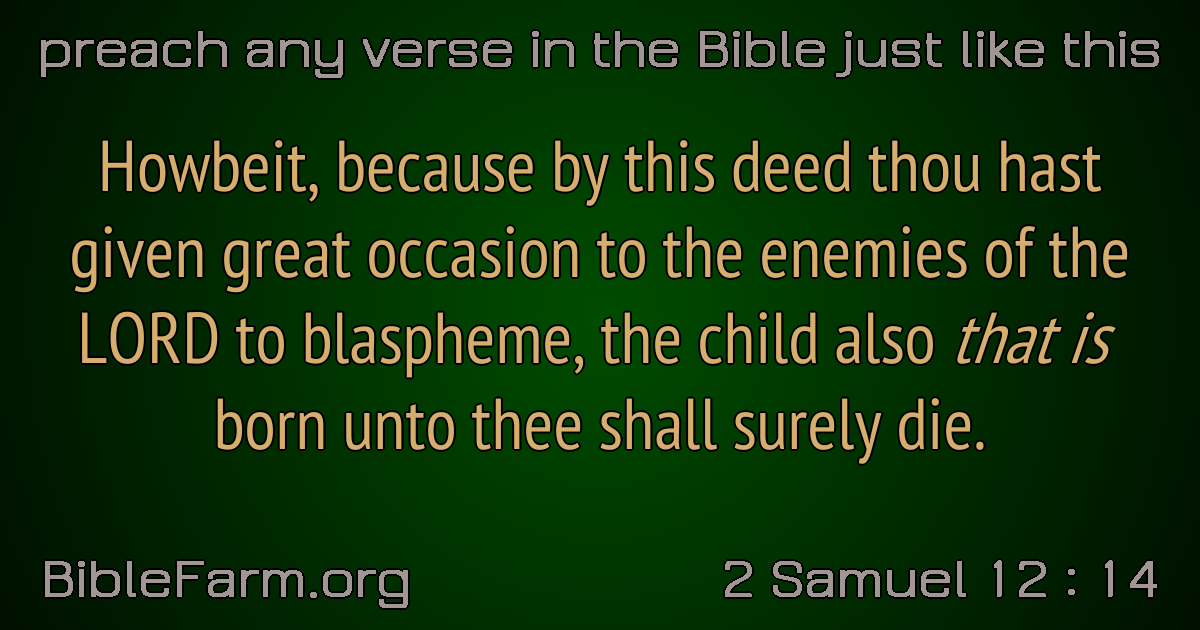 preach any verse in the Bible just like this
Howbeit, because by this deed thou hast
given great occasion to the enemies of the
LORD to blaspheme, the child also that is
born unto thee shall surely die.
BibleFarm.org
2 Samuel 12 : 14